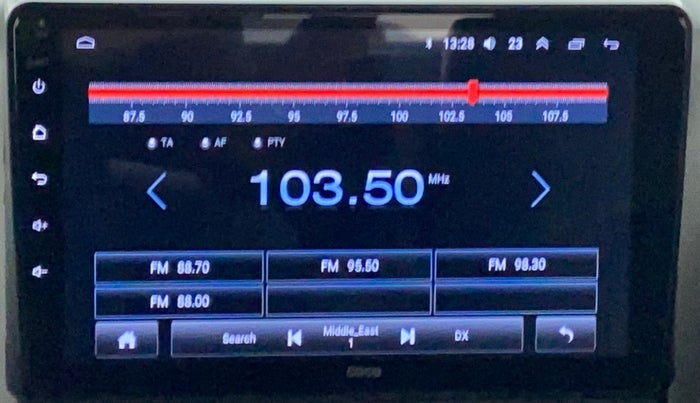 13:28 23
87.5 90 92.5 95 97.5 100 102.5 105 107.5
TA AF PTY
103.50 MHz
FM 88.70 FM 95.50 FM 98.30
FM 88.00
Search Middle_East DX
1